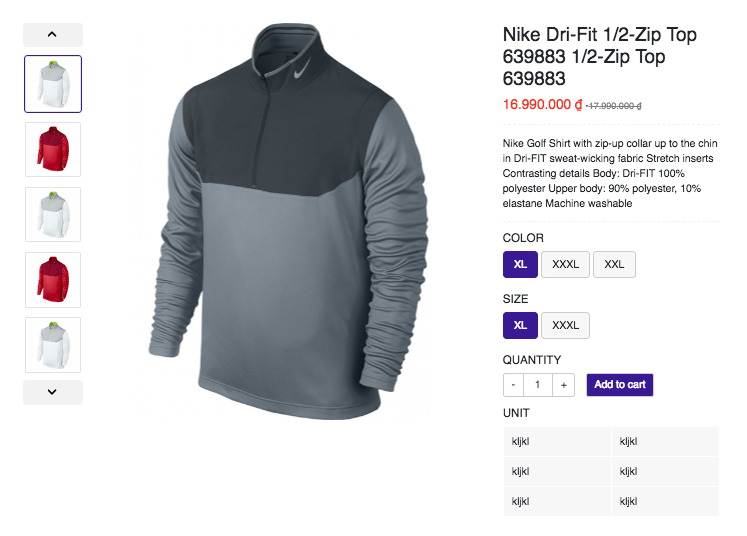 Nike Dri-Fit 1/2-Zip Top
639883 1/2-Zip Top
639883
16.990.000 ₫ -17.990.000 ₫
Nike Golf Shirt with zip-up collar up to the chin
in Dri-FIT sweat-wicking fabric Stretch inserts
Contrasting details Body: Dri-FIT 100%
polyester Upper body: 90% polyester, 10%
elastane Machine washable
COLOR
XL XXXL XXL
SIZE
XL XXXL
QUANTITY
- 1 + Add to cart
UNIT
kljkl kljkl
kljkl kljkl
kljkl kljkl